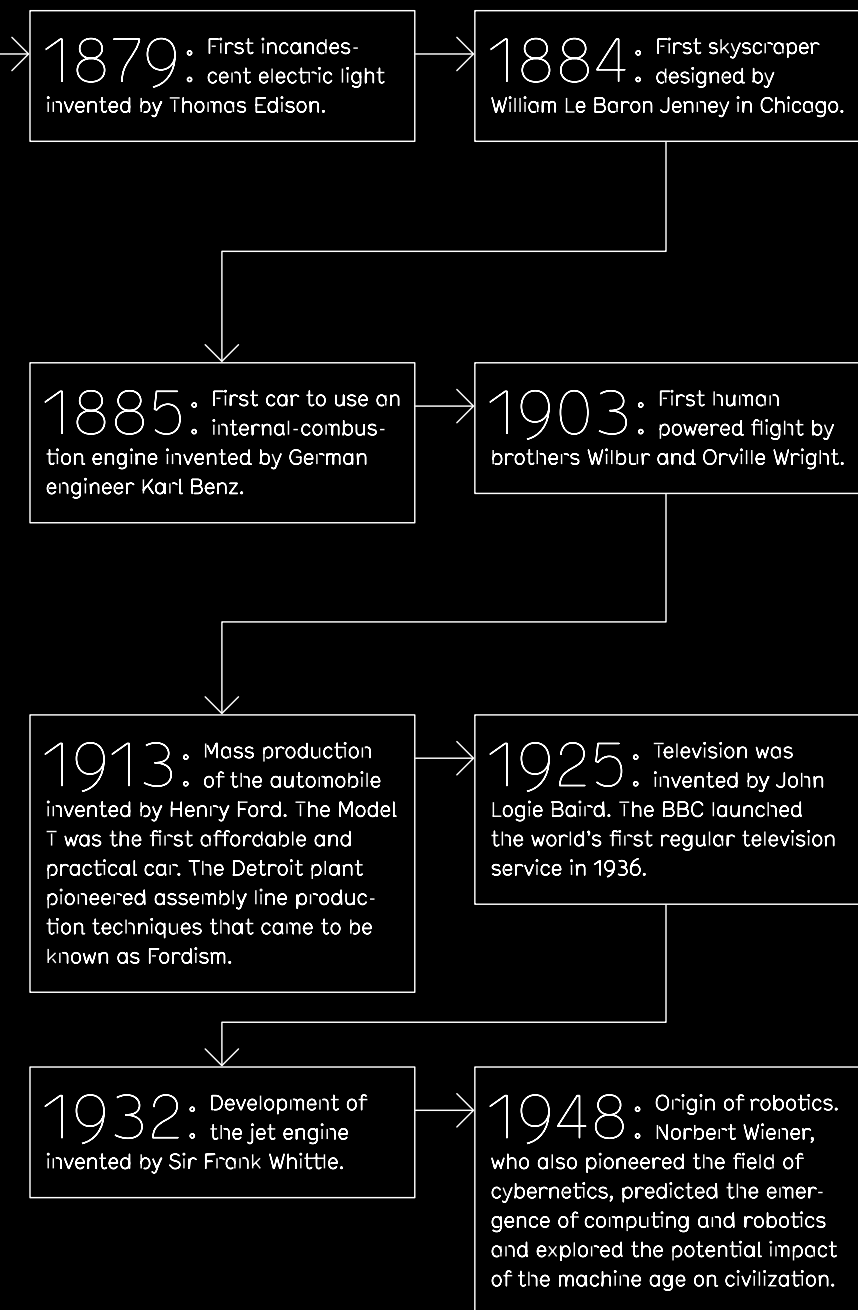 1879: First incandes-
cent electric light
invented by Thomas Edison.
1884: First skyscraper
designed by
William Le Baron Jenney in Chicago.
1885: First car to use an
internal-combus-
tion engine invented by German
engineer Karl Benz.
1903: First human
powered flight by
brothers Wilbur and Orville Wright.
1913: Mass production
of the automobile
invented by Henry Ford. The Model
T was the first affordable and
practical car. The Detroit plant
pioneered assembly line produc-
tion techniques that came to be
known as Fordism.
1925: Television was
invented by John
Logie Baird. The BBC launched
the world's first regular television
service in 1936.
1932: Development of
the jet engine
invented by Sir Frank Whittle.
1948: Origin of robotics.
Norbert Wiener,
who also pioneered the field of
cybernetics, predicted the emer-
gence of computing and robotics
and explored the potential impact
of the machine age on civilization.